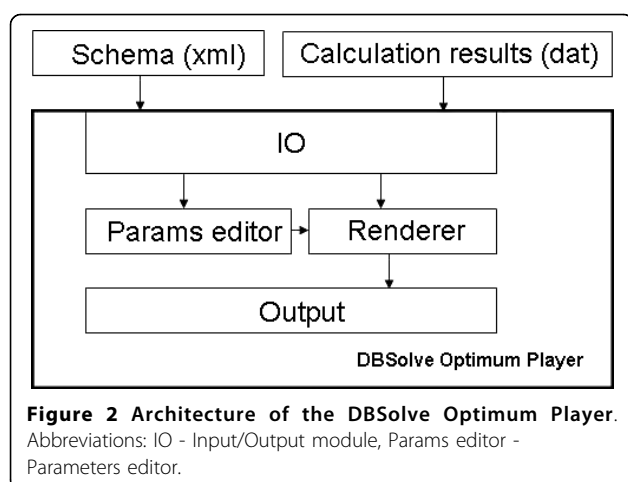 Schema (xml)
Calculation results (dat)
IO
Params editor
Renderer
Output
DBSolve Optimum Player
Figure 2 Architecture of the DBSolve Optimum Player.
Abbreviations: IO - Input/Output module, Params editor -
Parameters editor.